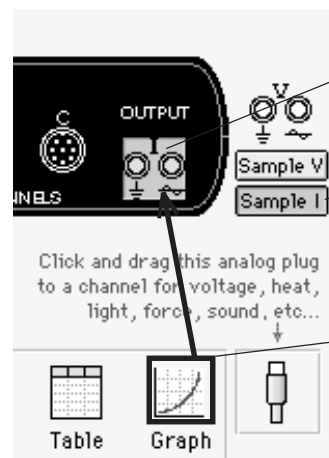 V
C
OUTPUT
Sample V
NNELS
Sample I
Click and drag this analog plug
to a channel for voltage, heat,
light, force, sound, etc...
Table
Graph